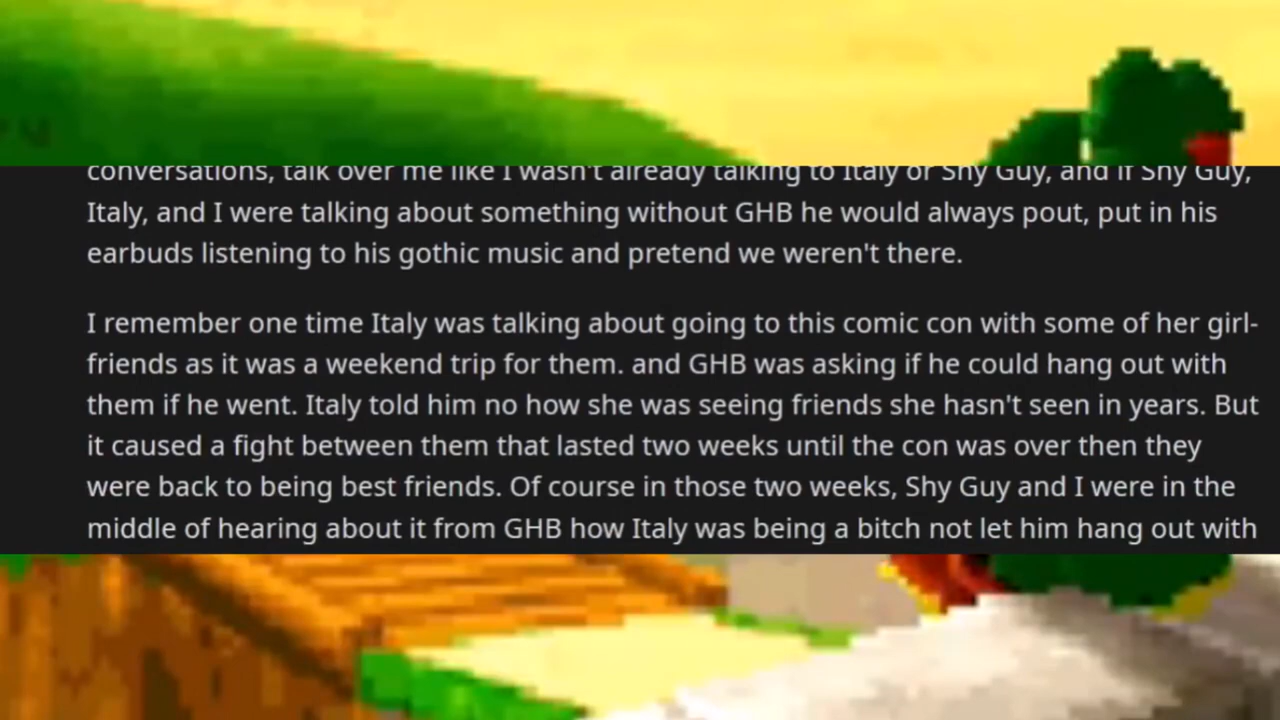 conversations, talk over me like I wasn't already talking to Italy or Shy Guy, and if Shy Guy,
Italy, and I were talking about something without GHB he would always pout, put in his
earbuds listening to his gothic music and pretend we weren't there.
I remember one time Italy was talking about going to this comic con with some of her girl-
friends as it was a weekend trip for them. and GHB was asking if he could hang out with
them if he went. Italy told him no how she was seeing friends she hasn't seen in years. But
it caused a fight between them that lasted two weeks until the con was over then they
were back to being best friends. Of course in those two weeks, Shy Guy and I were in the
middle of hearing about it from GHB how Italy was being a bitch not let him hang out with